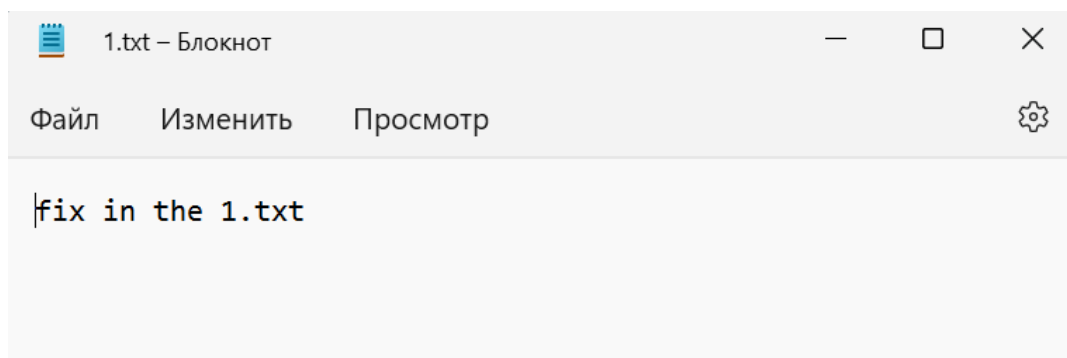 1.txt – Блокнот
Файл Изменить Просмотр
fix in the 1.txt